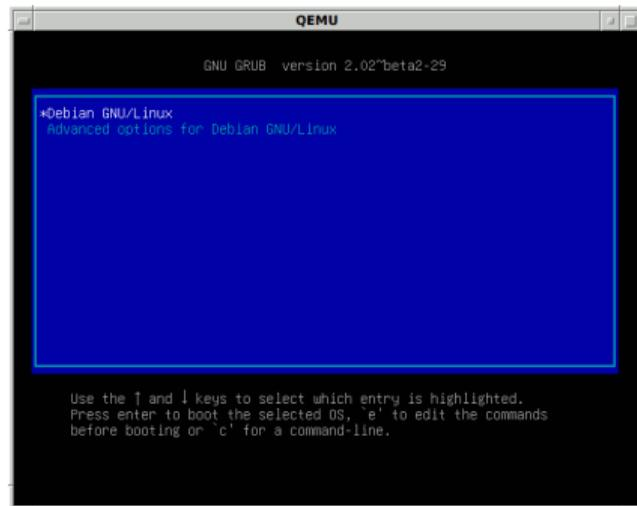 QEMU
GNU GRUB version 2.02~beta2-29
*Debian GNU/Linux
Advanced options for Debian GNU/Linux
Use the ↑ and ↓ keys to select which entry is highlighted.
Press enter to boot the selected OS, `e' to edit the commands
before booting or `c' for a command-line.